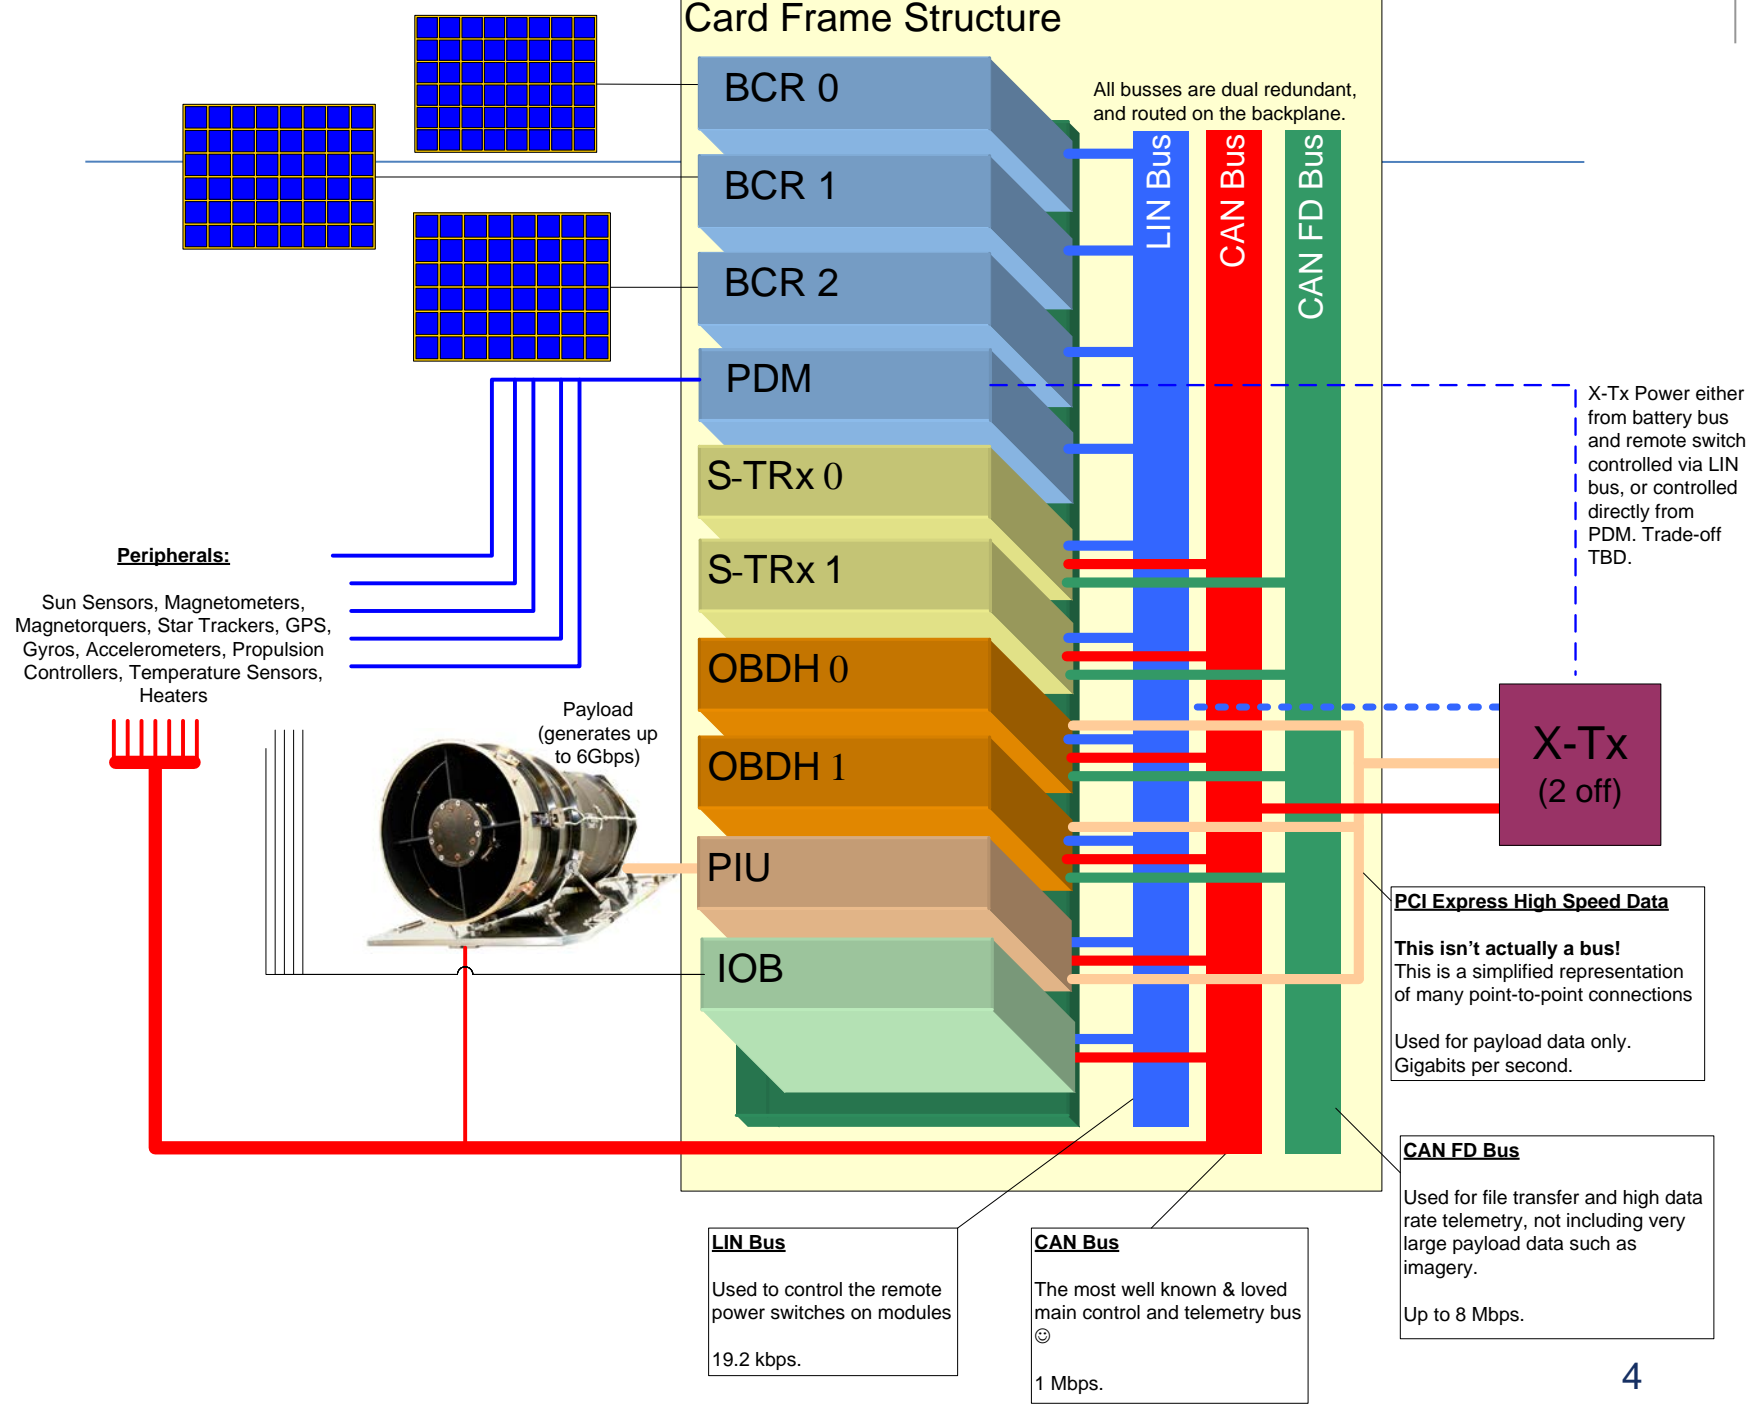 Card Frame Structure
BCR 0
All busses are dual redundant,
and routed on the backplane.
BCR 1
BCR 2
LIN Bus
CAN Bus
CAN FD Bus
PDM
X-Tx Power either
from battery bus
and remote switch
controlled via LIN
bus, or controlled
directly from
PDM. Trade-off
TBD.
S-TRx 0
S-TRx 1
Peripherals:
Sun Sensors, Magnetometers,
Magnetorquers, Star Trackers, GPS,
Gyros, Accelerometers, Propulsion
Controllers, Temperature Sensors,
Heaters
OBDH 0
Payload
(generates up
to 6Gbps)
OBDH 1
X-Tx
(2 off)
PIU
IOB
PCI Express High Speed Data
This isn't actually a bus!
This is a simplified representation
of many point-to-point connections
Used for payload data only.
Gigabits per second.
CAN FD Bus
Used for file transfer and high data
rate telemetry, not including very
large payload data such as
imagery.
Up to 8 Mbps.
LIN Bus
Used to control the remote
power switches on modules
19.2 kbps.
CAN Bus
The most well known & loved
main control and telemetry bus
☺
1 Mbps.
4